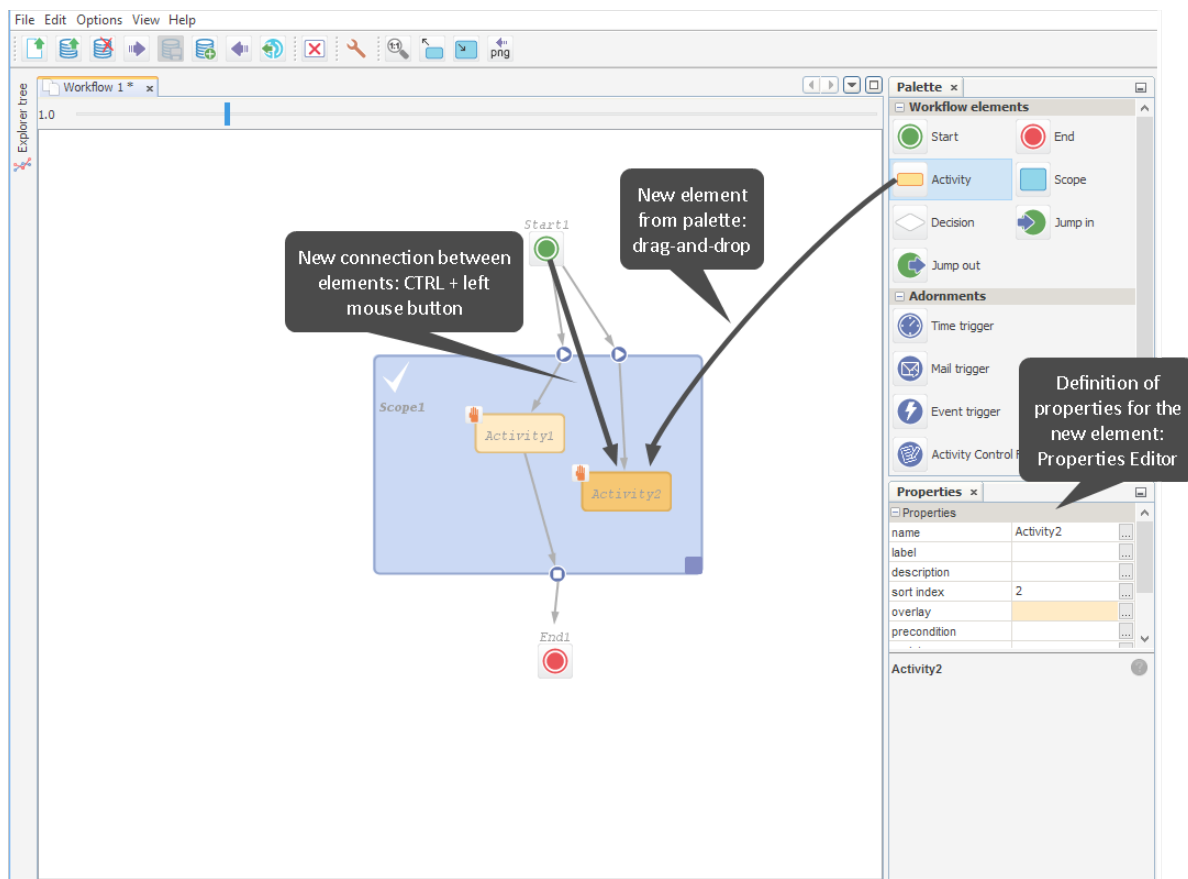 File Edit Options View Help
1:1
png
Explorer tree
Workflow 1 *
1.0
Start1
New connection between
elements: CTRL + left
mouse button
New element
from palette:
drag-and-drop
Scope1
Activity1
Activity2
End1
Palette
Workflow elements
Start
End
Activity
Scope
Decision
Jump in
Jump out
Adornments
Time trigger
Mail trigger
Event trigger
Activity Control
Definition of
properties for the
new element:
Properties Editor
Properties
Properties
name Activity2 ...
label ...
description ...
sort index 2 ...
overlay ...
precondition ...
Activity2
?